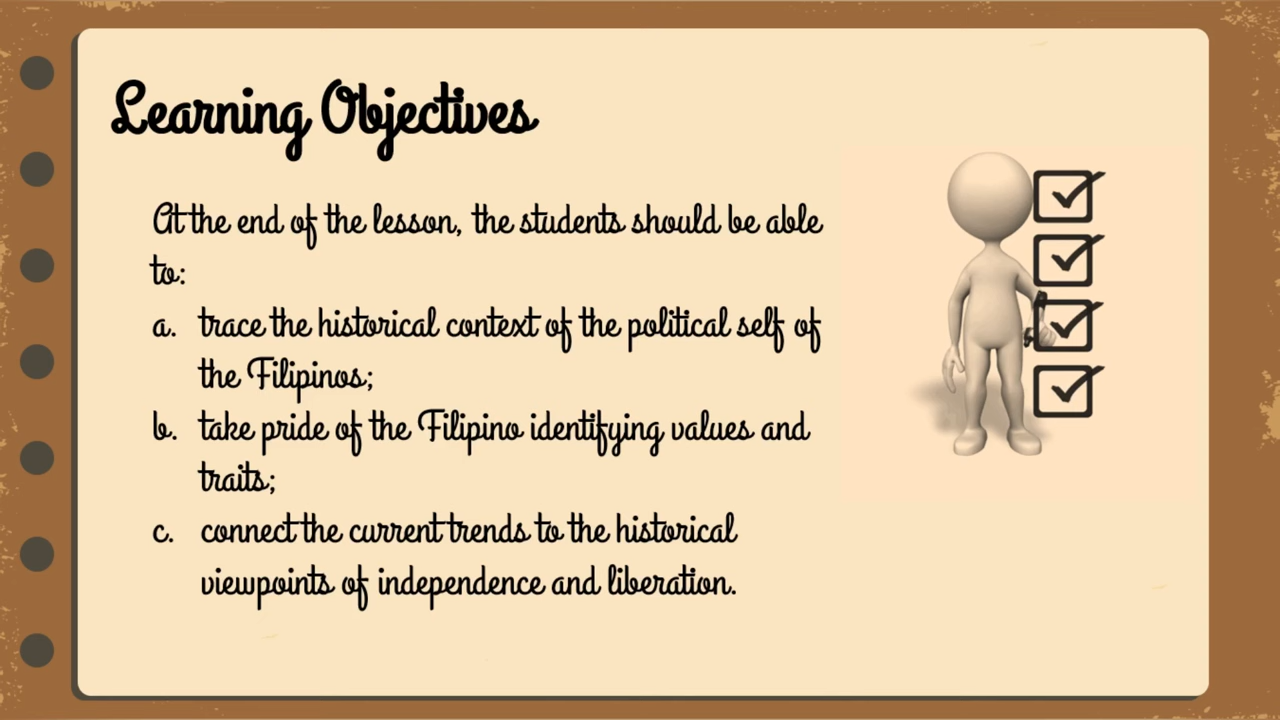 Learning Objectives
At the end of the lesson, the students should be able
to:
a. trace the historical context of the political self of
the Filipinos;
b. take pride of the Filipino identifying values and
traits;
c. connect the current trends to the historical
viewpoints of independence and liberation.